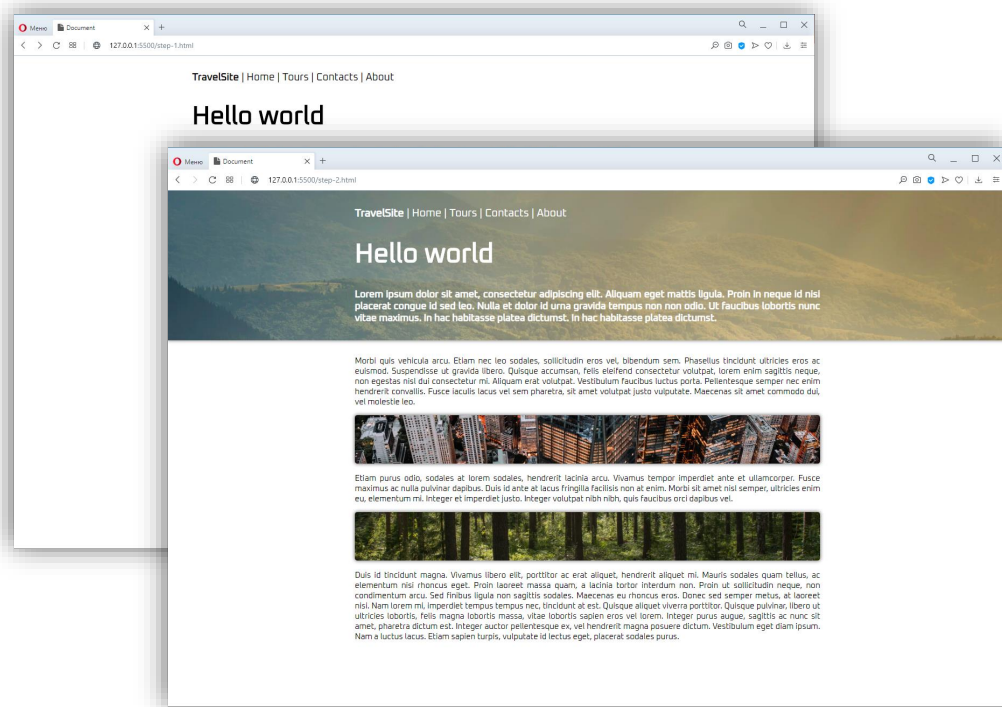 Меню
Document
127.0.0.1:5500/step-1.html
TravelSite | Home | Tours | Contacts | About
Hello world
Меню
Document
127.0.0.1:5500/step-2.html
TravelSite | Home | Tours | Contacts | About
Hello world
Lorem ipsum dolor sit amet, consectetur adipiscing elit. Aliquam eget mattis ligula. Proin in neque id nisi
placerat congue id sed leo. Nulla et dolor id urna gravida tempus non non odio. Ut faucibus lobortis nunc
vitae maximus. In hac habitasse platea dictumst. In hac habitasse platea dictumst.
Morbi quis vehicula arcu. Etiam nec leo sodales, sollicitudin eros vel, bibendum sem. Phasellus tincidunt ultricies eros ac
euismod. Suspendisse ut gravida libero. Quisque accumsan, felis eleifend consectetur volutpat, lorem enim sagittis neque,
non egestas nisl dui consectetur mi. Aliquam erat volutpat. Vestibulum faucibus luctus porta. Pellentesque semper nec enim
hendrerit convallis. Fusce iaculis lacus vel sem pharetra, sit amet volutpat justo vulputate. Maecenas sit amet commodo dui,
vel molestie leo.
Etiam purus odio, sodales at lorem sodales, hendrerit lacinia arcu. Vivamus tempor imperdiet ante et ullamcorper. Fusce
maximus ac nulla pulvinar dapibus. Duis id ante at lacus fringilla facilisis non at enim. Morbi sit amet nisl semper, ultricies enim
eu, elementum mi. Integer et imperdiet justo. Integer volutpat nibh nibh, quis faucibus orci dapibus vel.
Duis id tincidunt magna. Vivamus libero elit, porttitor ac erat aliquet, hendrerit aliquet mi. Mauris sodales quam tellus, ac
elementum nisi rhoncus eget. Proin laoreet massa quam, a lacinia tortor interdum non. Proin ut sollicitudin neque, non
condimentum arcu. Sed finibus ligula non sagittis sodales. Maecenas eu rhoncus eros. Donec sed semper metus, at laoreet
nisi. Nam lorem mi, imperdiet tempus tempus nec, tincidunt at est. Quisque aliquet viverra porttitor. Quisque pulvinar, libero ut
ultricies lobortis, felis magna lobortis massa, vitae lobortis sapien eros vel lorem. Integer purus augue, sagittis ac nunc sit
amet, pharetra dictum est. Integer auctor pellentesque ex, vel hendrerit magna posuere dictum. Vestibulum eget diam ipsum.
Nam a luctus lacus. Etiam sapien turpis, vulputate id lectus eget, placerat sodales purus.